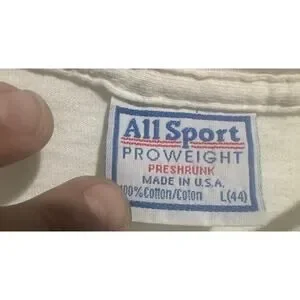 All Sport
PROWEIGHT
PRESHRUNK
MADE IN U.S.A.
100% Cotton/Coton L(44)